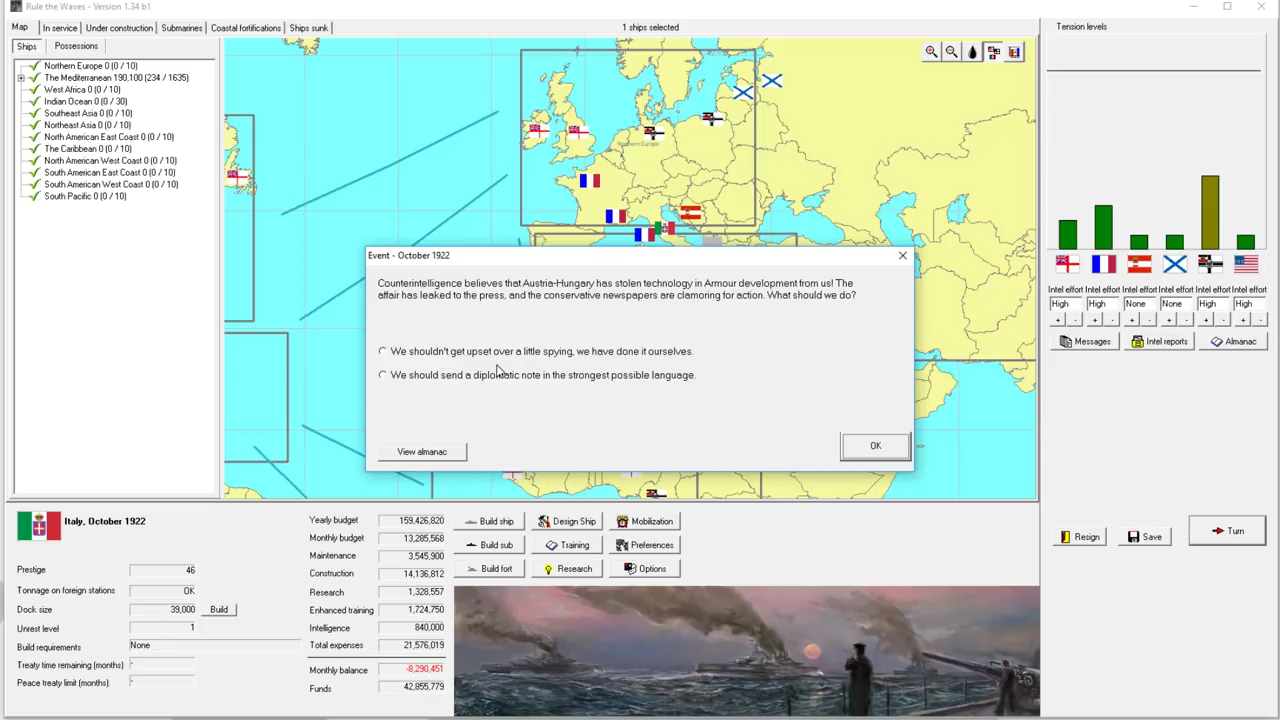 Rule the Waves - Version 1.34 b1
Map
In service
Under construction
Submarines
Coastal fortifications
Ships sunk
1 ships selected
Tension levels
Ships
Possessions
Northern Europe 0 (0 / 10)
The Mediterranean 190,100 (234 / 1635)
West Africa 0 (0 / 10)
Indian Ocean 0 (0 / 30)
Southeast Asia 0 (0 / 10)
Northeast Asia 0 (0 / 10)
North American East Coast 0 (0 / 10)
The Caribbean 0 (0 / 10)
North American West Coast 0 (0 / 10)
South American East Coast 0 (0 / 10)
South American West Coast 0 (0 / 10)
South Pacific 0 (0 / 10)
Northern Europe
Event - October 1922
Counterintelligence believes that Austria-Hungary has stolen technology in Armour development from us! The
affair has leaked to the press, and the conservative newspapers are clamoring for action. What should we do?
We shouldn't get upset over a little spying, we have done it ourselves.
We should send a diplomatic note in the strongest possible language.
View almanac
OK
Intel effort Intel effort Intel effort Intel effort Intel effort Intel effort
High High None None High High
+ - + - + - + - + - + -
Messages
Intel reports
Almanac
Italy, October 1922
Prestige 46
Tonnage on foreign stations OK
Dock size 39,000 Build
Unrest level 1
Build requirements None
Treaty time remaining (months) -
Peace treaty limit (months) -
Yearly budget 159,426,820
Monthly budget 13,285,568
Maintenance 3,545,900
Construction 14,136,812
Research 1,328,557
Enhanced training 1,724,750
Intelligence 840,000
Total expenses 21,576,019
Monthly balance -8,290,451
Funds 42,855,779
Build ship
Design Ship
Mobilization
Build sub
Training
Preferences
Build fort
Research
Options
Resign
Save
Turn